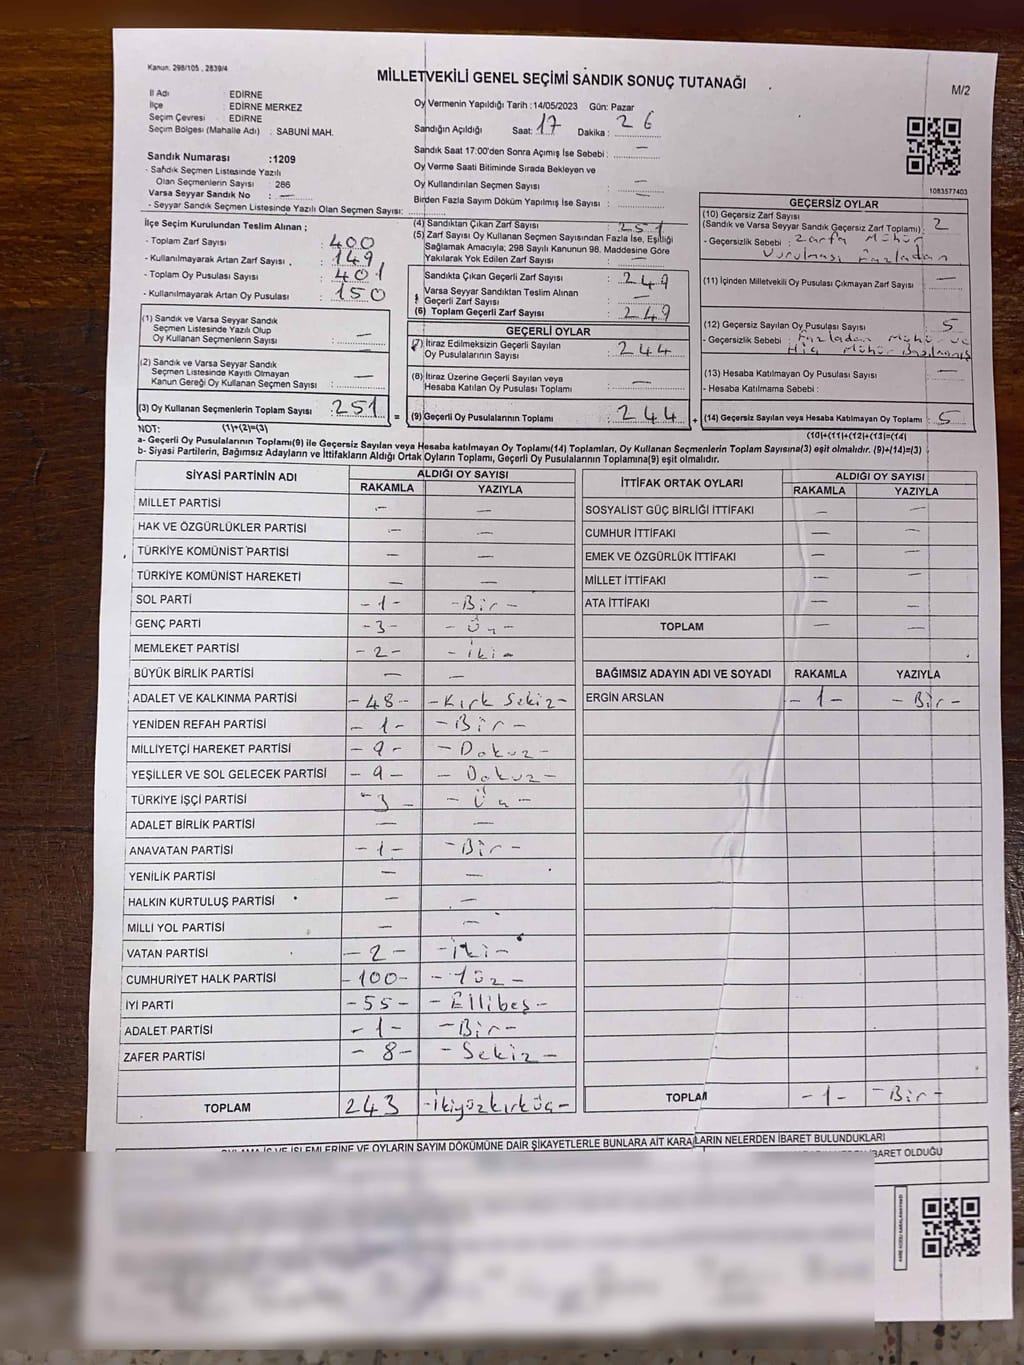 Kanun: 298/105 , 2839/4
MİLLETVEKİLİ GENEL SEÇİMİ SANDIK SONUÇ TUTANAĞI
M/2
İl Adı : EDİRNE
İlçe : EDİRNE MERKEZ
Seçim Çevresi : EDİRNE
Seçim Bölgesi (Mahalle Adı) : SABUNİ MAH.
Oy Vermenin Yapıldığı Tarih :14/05/2023 Gün: Pazar
Sandığın Açıldığı Saat: 17 Dakika : 26
Sandık Saat 17:00'den Sonra Açımış İse Sebebi : —
Oy Verme Saati Bitiminde Sırada Bekleyen ve
Oy Kullandırılan Seçmen Sayısı : —
Birden Fazla Sayım Döküm Yapılmış İse Sayısı : —
Sandık Numarası :1209
- Sandık Seçmen Listesinde Yazılı
Olan Seçmenlerin Sayısı : 286
Varsa Seyyar Sandık No : —
- Seyyar Sandık Seçmen Listesinde Yazılı Olan Seçmen Sayısı:
1083577403
İlçe Seçim Kurulundan Teslim Alınan ;
- Toplam Zarf Sayısı : 400
- Kullanılmayarak Artan Zarf Sayısı : 149
- Toplam Oy Pusulası Sayısı : 401
- Kullanılmayarak Artan Oy Pusulası : 150
(1) Sandık ve Varsa Seyyar Sandık
Seçmen Listesinde Yazılı Olup
Oy Kullanan Seçmenlerin Sayısı : —
(2) Sandık ve Varsa Seyyar Sandık
Seçmen Listesinde Kayıtlı Olmayan
Kanun Gereği Oy Kullanan Seçmen Sayısı : —
(3) Oy Kullanan Seçmenlerin Toplam Sayısı : 251
(4) Sandıktan Çıkan Zarf Sayısı : 251
(5) Zarf Sayısı Oy Kullanan Seçmen Sayısından Fazla İse, Eşitliği
Sağlamak Amacıyla; 298 Sayılı Kanunun 98. Maddesine Göre
Yakılarak Yok Edilen Zarf Sayısı : —
Sandıkta Çıkan Geçerli Zarf Sayısı : 249
Varsa Seyyar Sandıktan Teslim Alınan
Geçerli Zarf Sayısı : —
(6) Toplam Geçerli Zarf Sayısı : 249
GEÇERLİ OYLAR
(7) İtiraz Edilmeksizin Geçerli Sayılan
Oy Pusulalarının Sayısı : 244
(8) İtiraz Üzerine Geçerli Sayılan veya
Hesaba Katılan Oy Pusulası Toplamı : —
= (9) Geçerli Oy Pusulalarının Toplamı : 244
GEÇERSİZ OYLAR
(10) Geçersiz Zarf Sayısı
(Sandık ve Varsa Seyyar Sandık Geçersiz Zarf Toplamı) : 2
- Geçersizlik Sebebi : Zarfa Mühür
Vurulması Fazladan
(11) İçinden Milletvekili Oy Pusulası Çıkmayan Zarf Sayısı : —
(12) Geçersiz Sayılan Oy Pusulası Sayısı : 5
- Geçersizlik Sebebi : Fazladan Mühür ve
Hiç Mühür Basılmamış
(13) Hesaba Katılmayan Oy Pusulası Sayısı : —
- Hesaba Katılmama Sebebi :
+ (14) Geçersiz Sayılan veya Hesaba Katılmayan Oy Toplamı : 5
NOT: (1)+(2)=(3)
(10)+(11)+(12)+(13)=(14)
a- Geçerli Oy Pusulalarının Toplamı(9) ile Geçersiz Sayılan veya Hesaba katılmayan Oy Toplamı(14) Toplamları, Oy Kullanan Seçmenlerin Toplam Sayısına(3) eşit olmalıdır. (9)+(14)=(3)
b- Siyasi Partilerin, Bağımsız Adayların ve İttifakların Aldığı Ortak Oyların Toplamı, Geçerli Oy Pusulalarının Toplamına(9) eşit olmalıdır.
SİYASİ PARTİNİN ADI ALDIĞI OY SAYISI
RAKAMLA YAZIYLA
MİLLET PARTİSİ — —
HAK VE ÖZGÜRLÜKLER PARTİSİ — —
TÜRKİYE KOMÜNİST PARTİSİ — —
TÜRKİYE KOMÜNİST HAREKETİ — —
SOL PARTİ -1- -Bir-
GENÇ PARTİ -3- -Üç-
MEMLEKET PARTİSİ -2- -İki-
BÜYÜK BİRLİK PARTİSİ — —
ADALET VE KALKINMA PARTİSİ -48- -Kırk Sekiz-
YENİDEN REFAH PARTİSİ -1- -Bir-
MİLLİYETÇİ HAREKET PARTİSİ -9- -Dokuz-
YEŞİLLER VE SOL GELECEK PARTİSİ -9- -Dokuz-
TÜRKİYE İŞÇİ PARTİSİ -3- -Üç-
ADALET BİRLİK PARTİSİ — —
ANAVATAN PARTİSİ -1- -Bir-
YENİLİK PARTİSİ — —
HALKIN KURTULUŞ PARTİSİ — —
MİLLİ YOL PARTİSİ — —
VATAN PARTİSİ -2- -İki-
CUMHURİYET HALK PARTİSİ -100- -Yüz-
İYİ PARTİ -55- -Ellibeş-
ADALET PARTİSİ -1- -Bir-
ZAFER PARTİSİ -8- -Sekiz-
TOPLAM 243 -İkiyüzkırküç-
İTTİFAK ORTAK OYLARI ALDIĞI OY SAYISI
RAKAMLA YAZIYLA
SOSYALİST GÜÇ BİRLİĞİ İTTİFAKI — —
CUMHUR İTTİFAKI — —
EMEK VE ÖZGÜRLÜK İTTİFAKI — —
MİLLET İTTİFAKI — —
ATA İTTİFAKI — —
TOPLAM — —
BAĞIMSIZ ADAYIN ADI VE SOYADI RAKAMLA YAZIYLA
ERGİN ARSLAN -1- -Bir-
TOPLAM -1- -Bir-
İŞLEMLERİNE VE OYLARIN SAYIM DÖKÜMÜNE DAİR ŞİKAYETLERLE BUNLARA AİT KARARLARIN NELERDEN İBARET BULUNDUKLARI
İBARET OLDUĞU